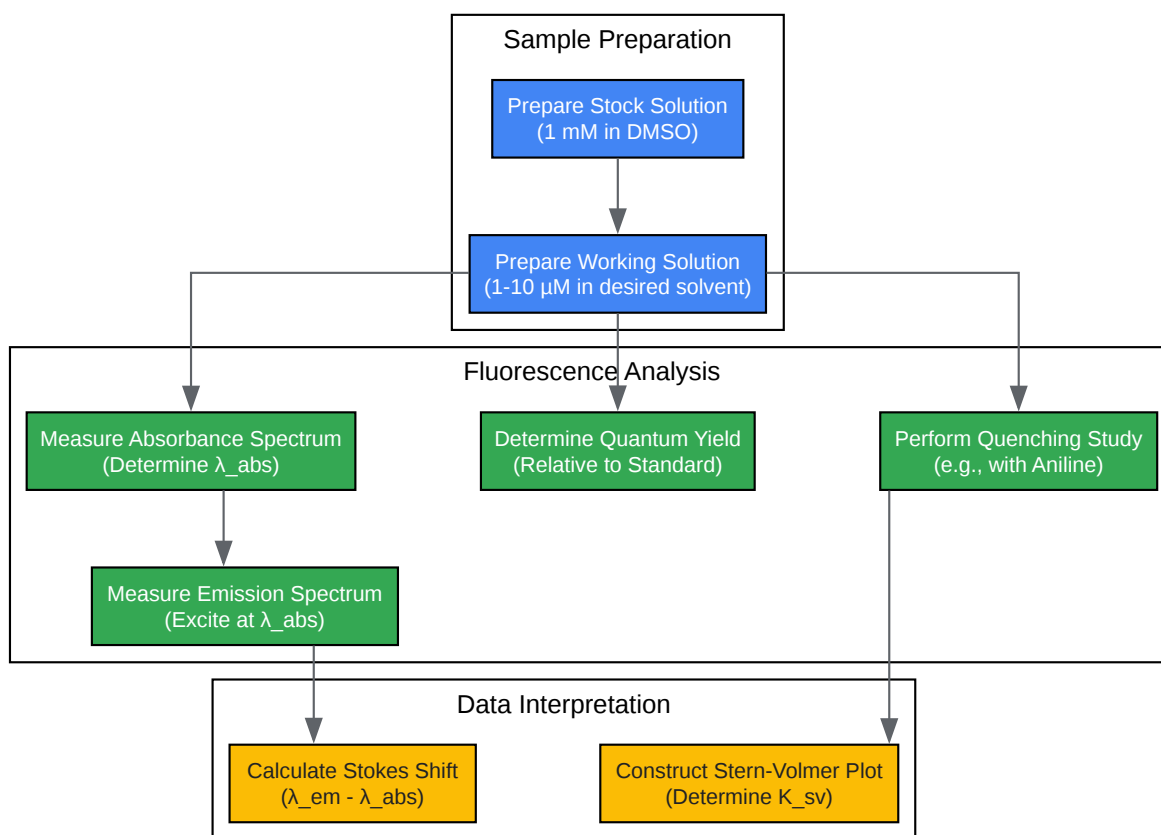 Sample Preparation
Prepare Stock Solution
(1 mM in DMSO)
Prepare Working Solution
(1-10 µM in desired solvent)
Fluorescence Analysis
Measure Absorbance Spectrum
(Determine λ_abs)
Determine Quantum Yield
(Relative to Standard)
Perform Quenching Study
(e.g., with Aniline)
Measure Emission Spectrum
(Excite at λ_abs)
Data Interpretation
Calculate Stokes Shift
(λ_em - λ_abs)
Construct Stern-Volmer Plot
(Determine K_sv)